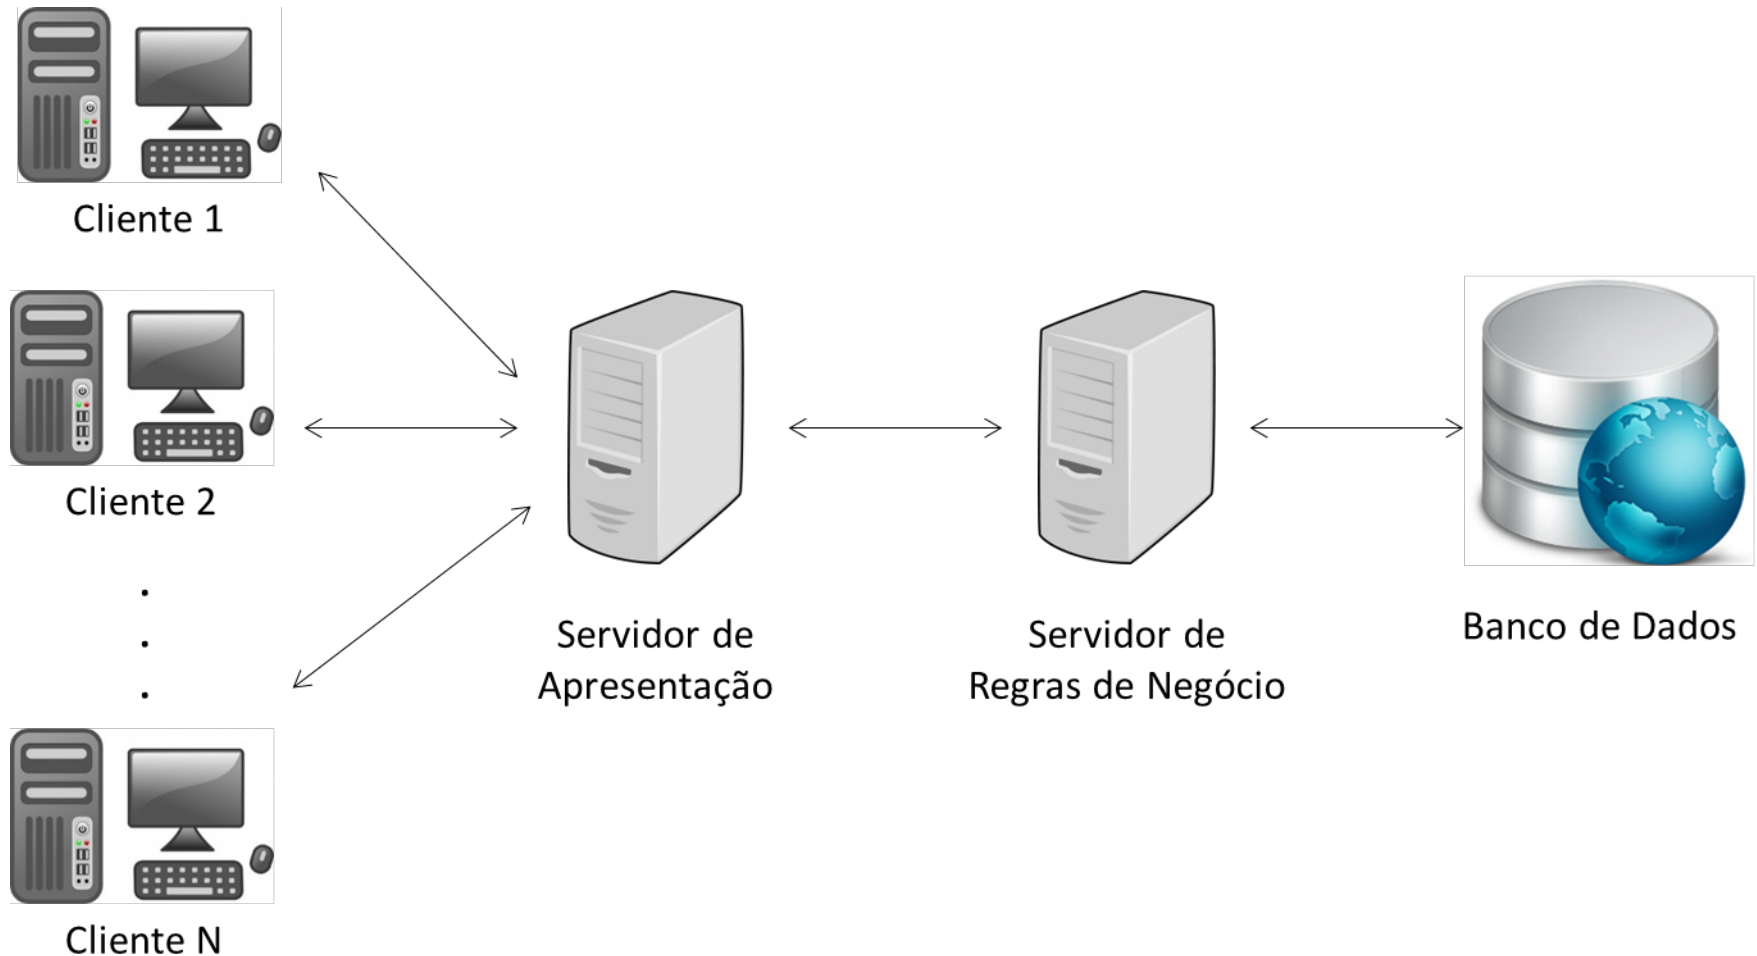 Cliente 1
Cliente 2
.
.
.
Cliente N
Servidor de
Apresentação
Servidor de
Regras de Negócio
Banco de Dados